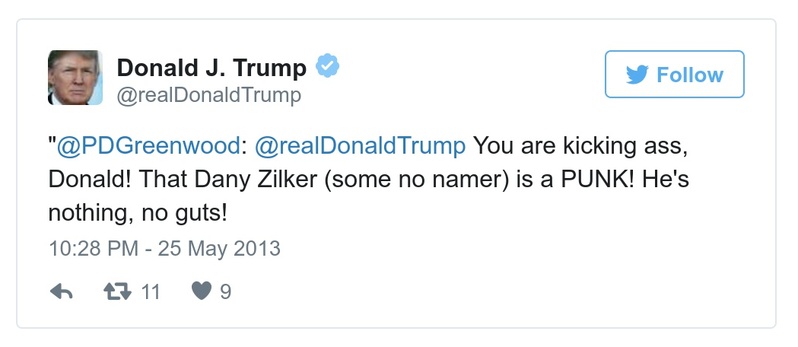 Donald J. Trump
@realDonaldTrump
Follow
"@PDGreenwood: @realDonaldTrump You are kicking ass,
Donald! That Dany Zilker (some no namer) is a PUNK! He's
nothing, no guts!
10:28 PM - 25 May 2013
11
9